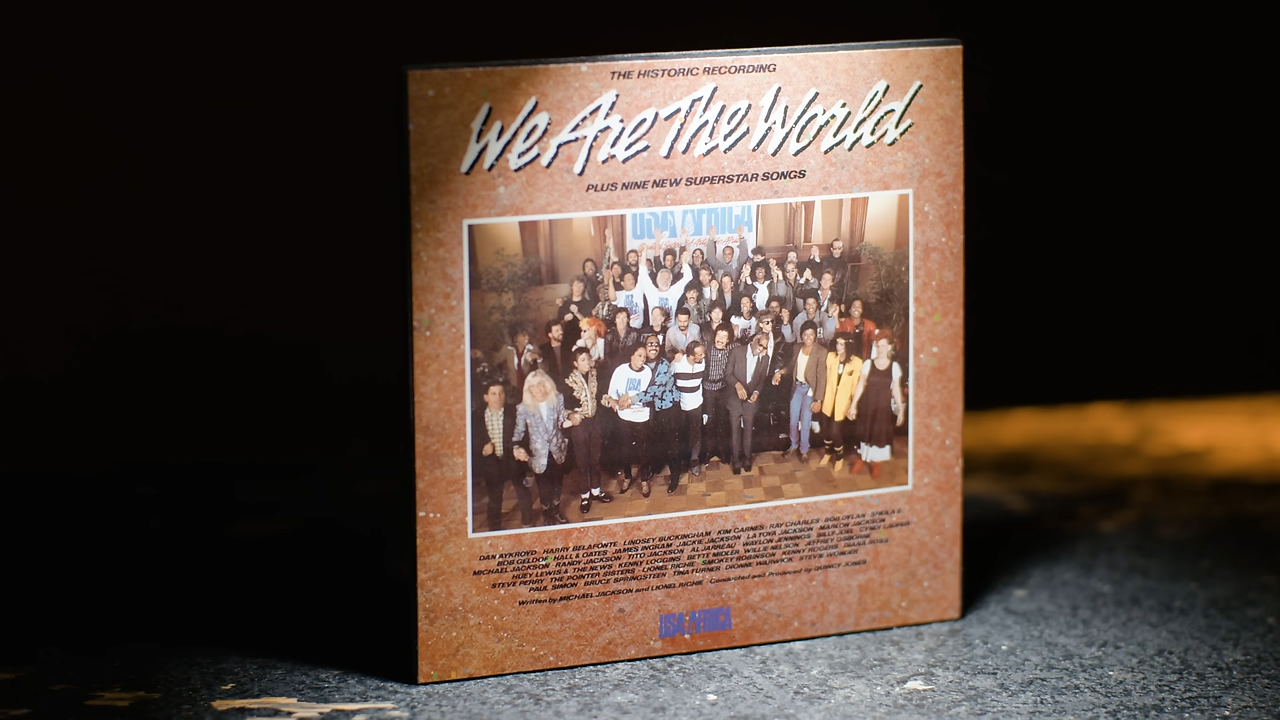 THE HISTORIC RECORDING
We Are The World
PLUS NINE NEW SUPERSTAR SONGS
USA AFRICA
DAN AYKROYD · HARRY BELAFONTE · LINDSEY BUCKINGHAM · KIM CARNES · RAY CHARLES · BOB DYLAN · SHEILA E.
BOB GELDOF · HALL & OATES · JAMES INGRAM · JACKIE JACKSON · LA TOYA JACKSON · MARLON JACKSON
MICHAEL JACKSON · RANDY JACKSON · TITO JACKSON · AL JARREAU · WAYLON JENNINGS · BILLY JOEL · CYNDI LAUPER
HUEY LEWIS & THE NEWS · KENNY LOGGINS · BETTE MIDLER · WILLIE NELSON · JEFFREY OSBORNE
STEVE PERRY · THE POINTER SISTERS · LIONEL RICHIE · SMOKEY ROBINSON · KENNY ROGERS · DIANA ROSS
PAUL SIMON · BRUCE SPRINGSTEEN · TINA TURNER · DIONNE WARWICK · STEVIE WONDER
Written by MICHAEL JACKSON and LIONEL RICHIE · Conducted and Produced by QUINCY JONES
USA AFRICA